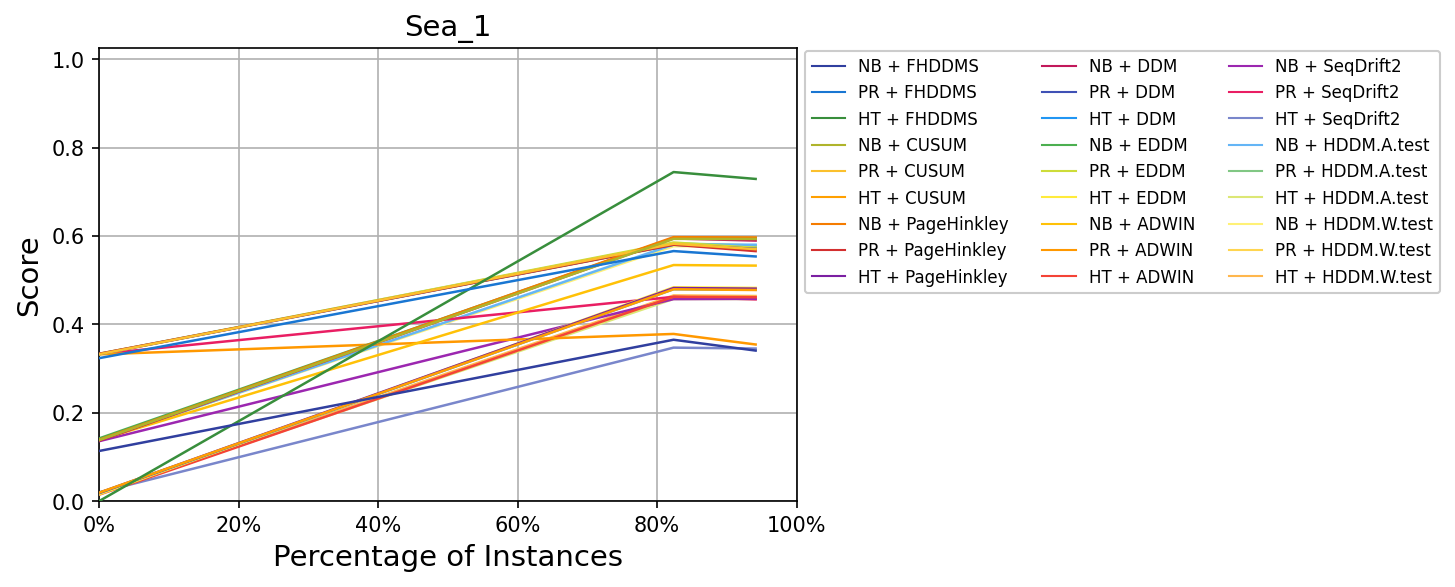 Sea_1
Score
1.0
0.8
0.6
0.4
0.2
0.0
0% 20% 40% 60% 80% 100%
Percentage of Instances
NB + FHDDMS
PR + FHDDMS
HT + FHDDMS
NB + CUSUM
PR + CUSUM
HT + CUSUM
NB + PageHinkley
PR + PageHinkley
HT + PageHinkley
NB + DDM
PR + DDM
HT + DDM
NB + EDDM
PR + EDDM
HT + EDDM
NB + ADWIN
PR + ADWIN
HT + ADWIN
NB + SeqDrift2
PR + SeqDrift2
HT + SeqDrift2
NB + HDDM.A.test
PR + HDDM.A.test
HT + HDDM.A.test
NB + HDDM.W.test
PR + HDDM.W.test
HT + HDDM.W.test